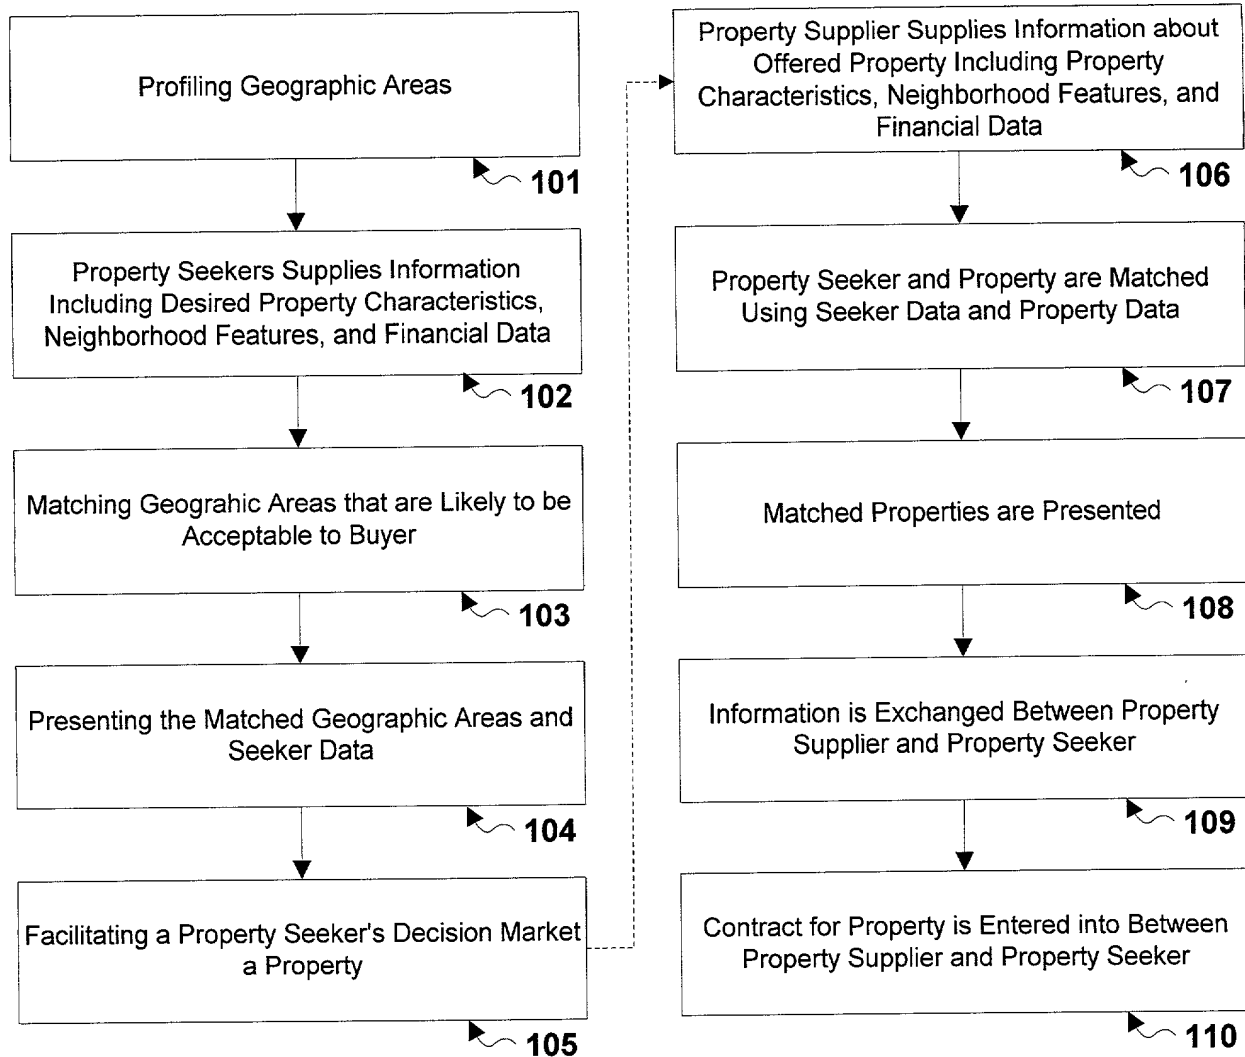 Profiling Geographic Areas
101
Property Seekers Supplies Information
Including Desired Property Characteristics,
Neighborhood Features, and Financial Data
102
Matching Geograhic Areas that are Likely to be
Acceptable to Buyer
103
Presenting the Matched Geographic Areas and
Seeker Data
104
Facilitating a Property Seeker's Decision Market
a Property
105
Property Supplier Supplies Information about
Offered Property Including Property
Characteristics, Neighborhood Features, and
Financial Data
106
Property Seeker and Property are Matched
Using Seeker Data and Property Data
107
Matched Properties are Presented
108
Information is Exchanged Between Property
Supplier and Property Seeker
109
Contract for Property is Entered into Between
Property Supplier and Property Seeker
110